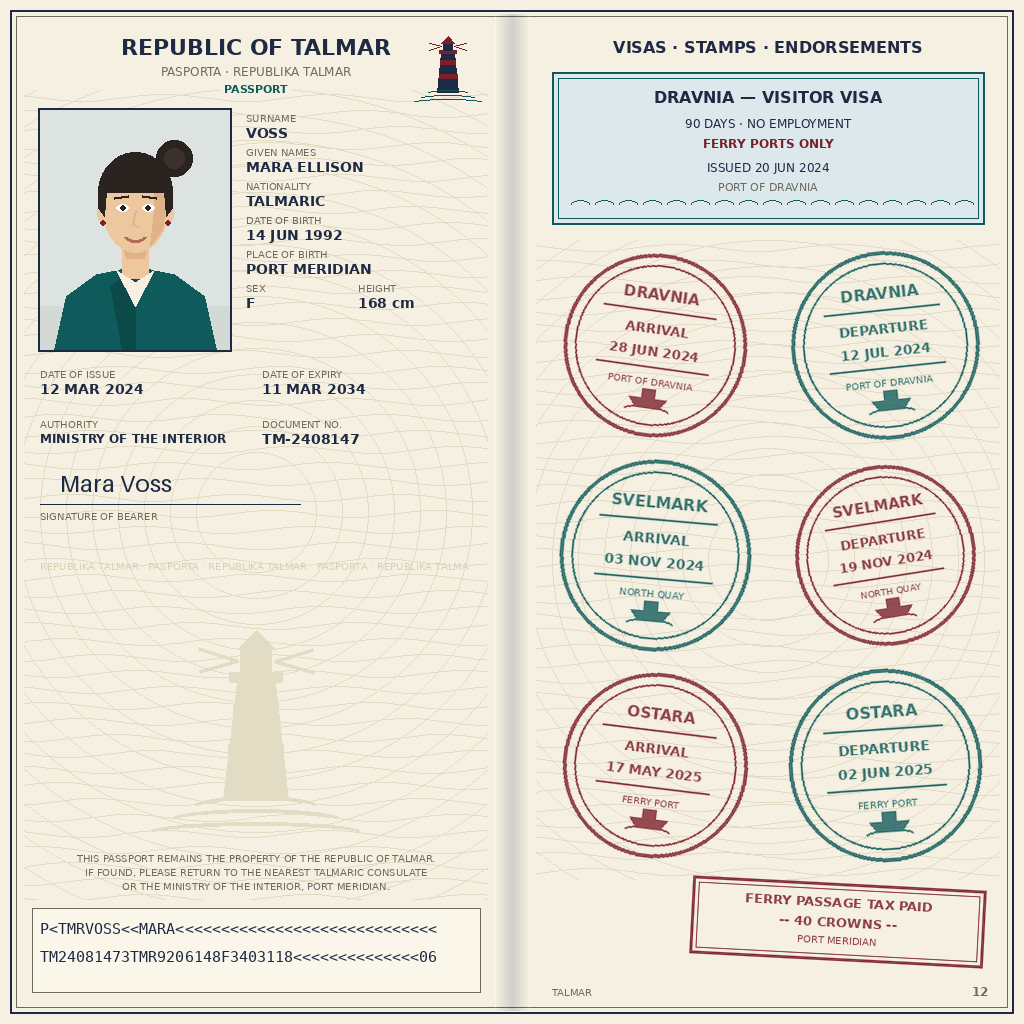 REPUBLIC OF TALMAR
PASPORTA · REPUBLIKA TALMAR
PASSPORT
SURNAME
VOSS
GIVEN NAMES
MARA ELLISON
NATIONALITY
TALMARIC
DATE OF BIRTH
14 JUN 1992
PLACE OF BIRTH
PORT MERIDIAN
SEX HEIGHT
F 168 cm
DATE OF ISSUE DATE OF EXPIRY
12 MAR 2024 11 MAR 2034
AUTHORITY DOCUMENT NO.
MINISTRY OF THE INTERIOR TM-2408147
Mara Voss
SIGNATURE OF BEARER
REPUBLIKA TALMAR · PASPORTA · REPUBLIKA TALMAR · PASPORTA · REPUBLIKA TALMA
THIS PASSPORT REMAINS THE PROPERTY OF THE REPUBLIC OF TALMAR.
IF FOUND, PLEASE RETURN TO THE NEAREST TALMARIC CONSULATE
OR THE MINISTRY OF THE INTERIOR, PORT MERIDIAN.
P<TMRVOSS<<MARA<<<<<<<<<<<<<<<<<<<<<<<<<<<<<
TM24081473TMR9206148F3403118<<<<<<<<<<<<<<06
VISAS · STAMPS · ENDORSEMENTS
DRAVNIA — VISITOR VISA
90 DAYS · NO EMPLOYMENT
FERRY PORTS ONLY
ISSUED 20 JUN 2024
PORT OF DRAVNIA
DRAVNIA
ARRIVAL
28 JUN 2024
PORT OF DRAVNIA
DRAVNIA
DEPARTURE
12 JUL 2024
PORT OF DRAVNIA
SVELMARK
ARRIVAL
03 NOV 2024
NORTH QUAY
SVELMARK
DEPARTURE
19 NOV 2024
NORTH QUAY
OSTARA
ARRIVAL
17 MAY 2025
FERRY PORT
OSTARA
DEPARTURE
02 JUN 2025
FERRY PORT
FERRY PASSAGE TAX PAID
-- 40 CROWNS --
PORT MERIDIAN
TALMAR 12